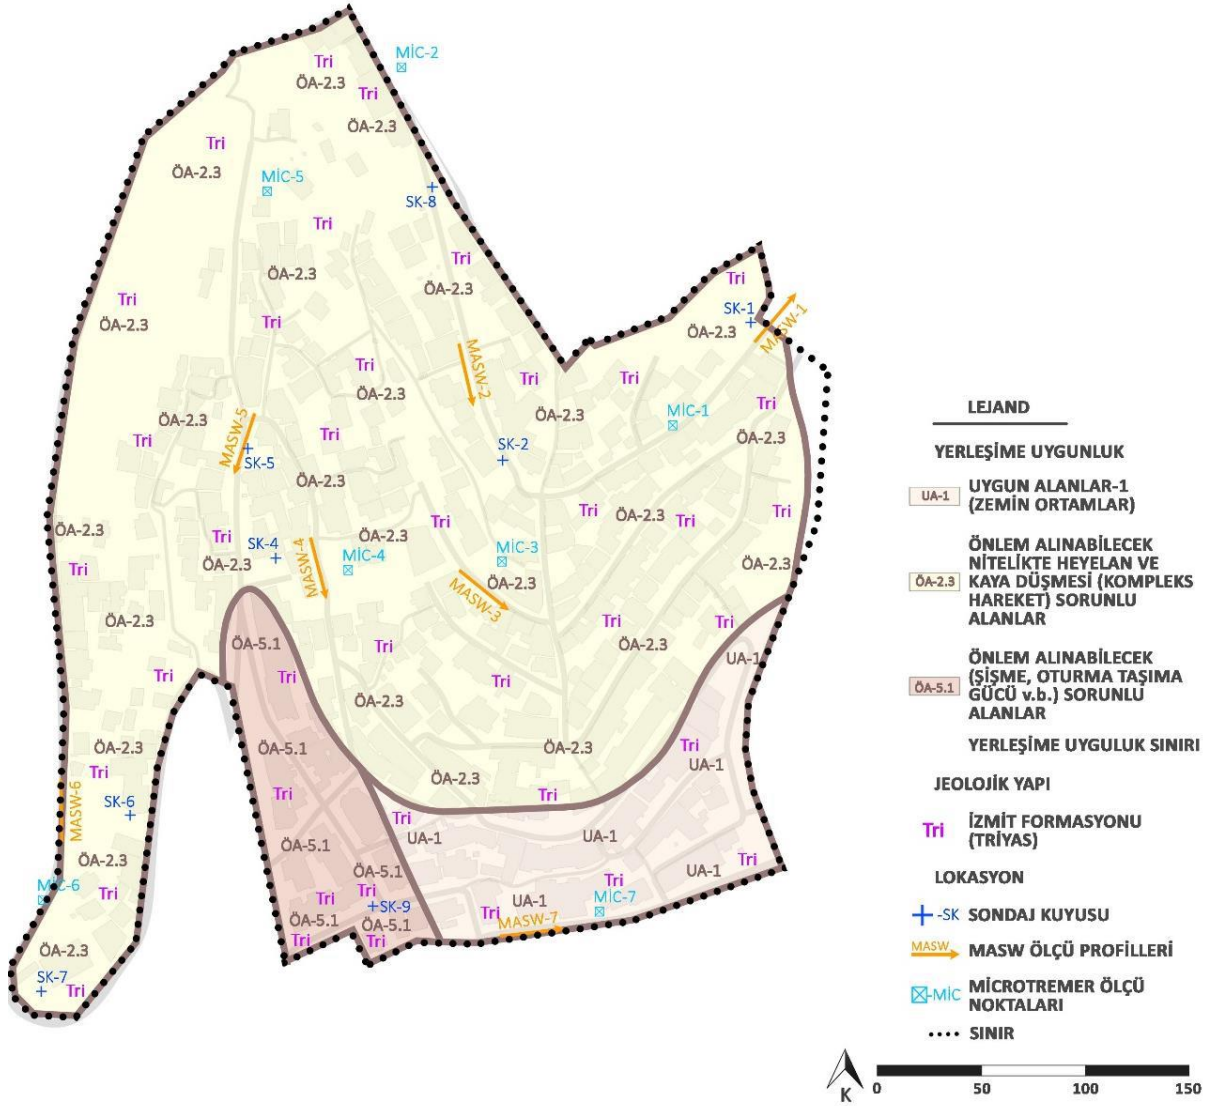 MİC-2
Tri
ÖA-2.3
Tri
ÖA-2.3
Tri
ÖA-2.3
MİC-5
SK-8
Tri
Tri
ÖA-2.3
ÖA-2.3
Tri
SK-1
ÖA-2.3
MASW-1
Tri
ÖA-2.3
Tri
MASW-2
Tri
ÖA-2.3
Tri
ÖA-2.3
Tri
Tri
ÖA-2.3
MİC-1
ÖA-2.3
MASW-5
Tri
Tri
SK-2
SK-5
ÖA-2.3
ÖA-2.3
Tri
ÖA-2.3
Tri
Tri
Tri
ÖA-2.3
Tri
SK-4
ÖA-2.3
MASW-4
MİC-4
ÖA-2.3
MİC-3
ÖA-2.3
MASW-3
ÖA-2.3
Tri
ÖA-2.3
Tri
Tri
ÖA-2.3
ÖA-5.1
Tri
UA-1
Tri
Tri
Tri
ÖA-2.3
ÖA-2.3
ÖA-5.1
ÖA-2.3
Tri
UA-1
Tri
MASW-6
SK-6
Tri
ÖA-2.3
Tri
Tri
UA-1
UA-1
ÖA-5.1
ÖA-2.3
Tri
UA-1
ÖA-5.1
MİC-6
Tri
Tri
Tri
Tri
SK-9
UA-1
MİC-7
ÖA-5.1
ÖA-5.1
Tri
MASW-7
ÖA-2.3
Tri
Tri
SK-7
Tri
LEJAND
YERLEŞİME UYGUNLUK
UA-1
UYGUN ALANLAR-1
(ZEMİN ORTAMLAR)
ÖA-2.3
ÖNLEM ALINABİLECEK
NİTELİKTE HEYELAN VE
KAYA DÜŞMESİ (KOMPLEKS
HAREKET) SORUNLU
ALANLAR
ÖA-5.1
ÖNLEM ALINABİLECEK
(ŞİŞME, OTURMA TAŞIMA
GÜCÜ v.b.) SORUNLU
ALANLAR
YERLEŞİME UYGULUK SINIRI
JEOLOJİK YAPI
Tri
İZMİT FORMASYONU
(TRİYAS)
LOKASYON
-SK SONDAJ KUYUSU
MASW MASW ÖLÇÜ PROFİLLERİ
-MİC MİCROTREMER ÖLÇÜ
NOKTALARI
SINIR
K
0 50 100 150